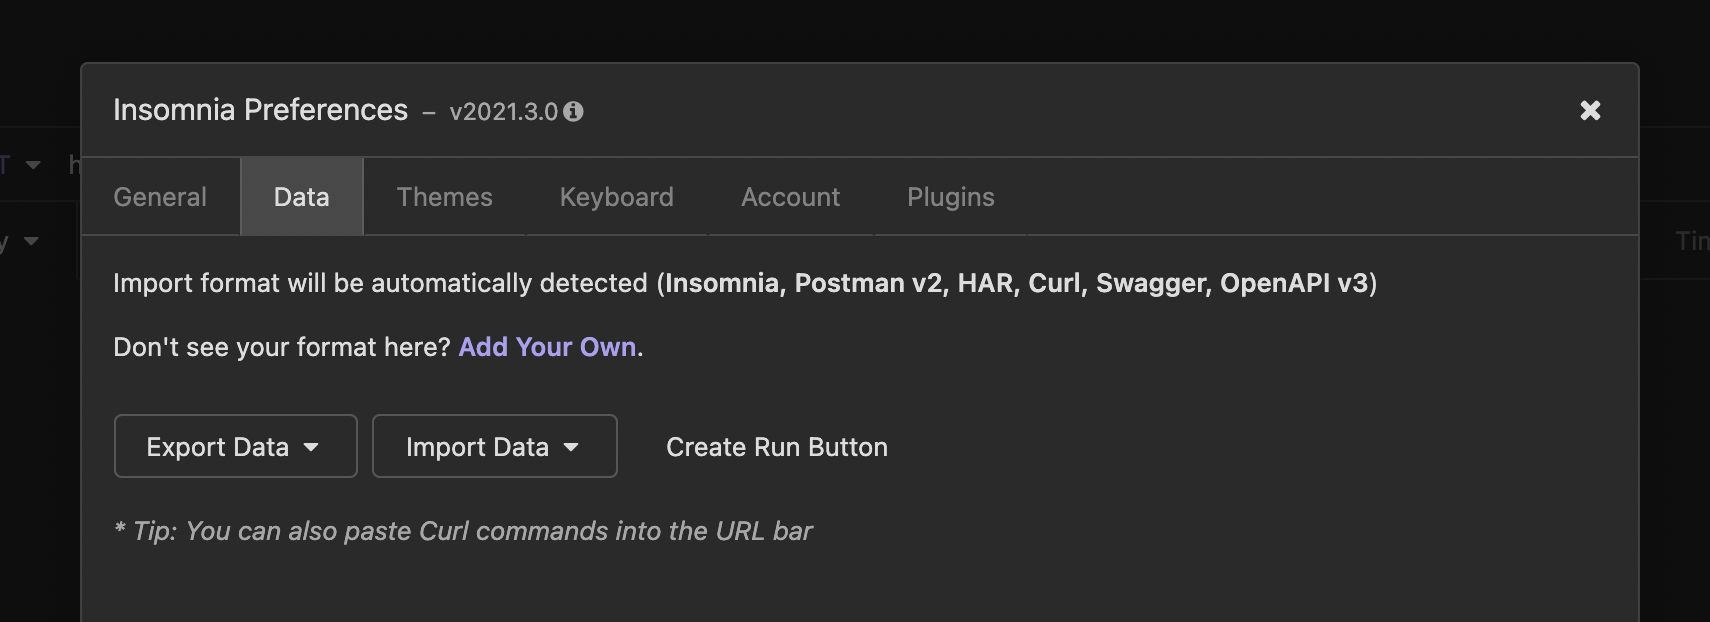 Insomnia Preferences – v2021.3.0
General Data Themes Keyboard Account Plugins
Import format will be automatically detected (Insomnia, Postman v2, HAR, Curl, Swagger, OpenAPI v3)
Don't see your format here? Add Your Own.
Export Data Import Data Create Run Button
* Tip: You can also paste Curl commands into the URL bar